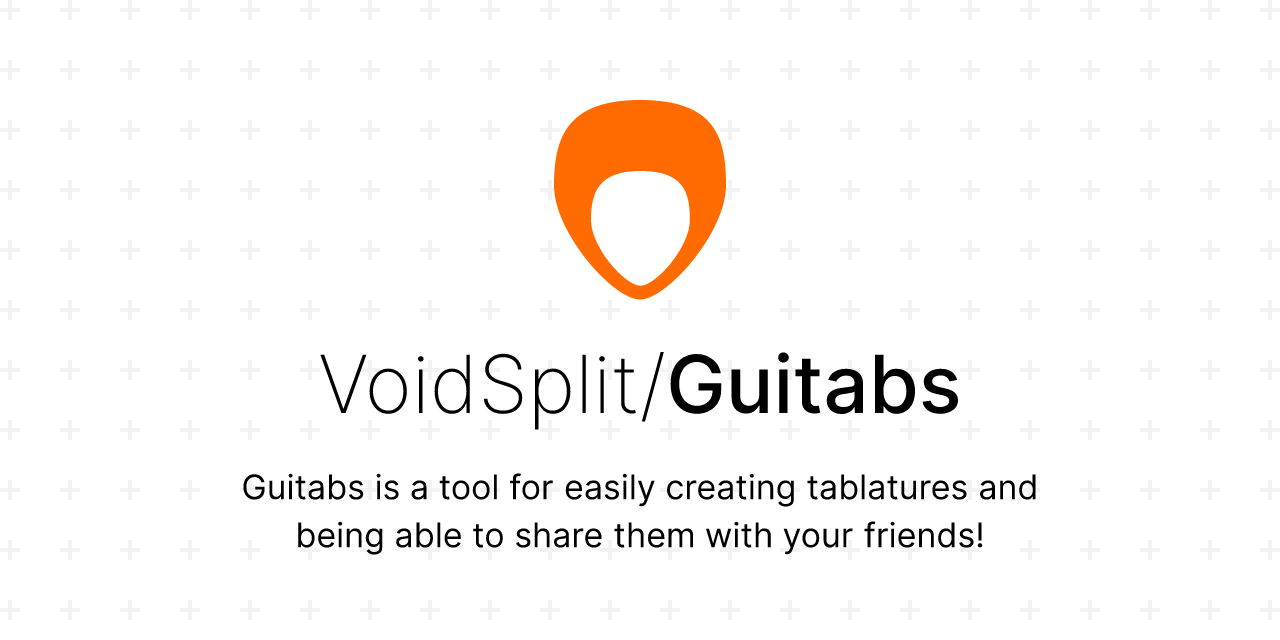 VoidSplit/Guitabs
Guitabs is a tool for easily creating tablatures and
being able to share them with your friends!